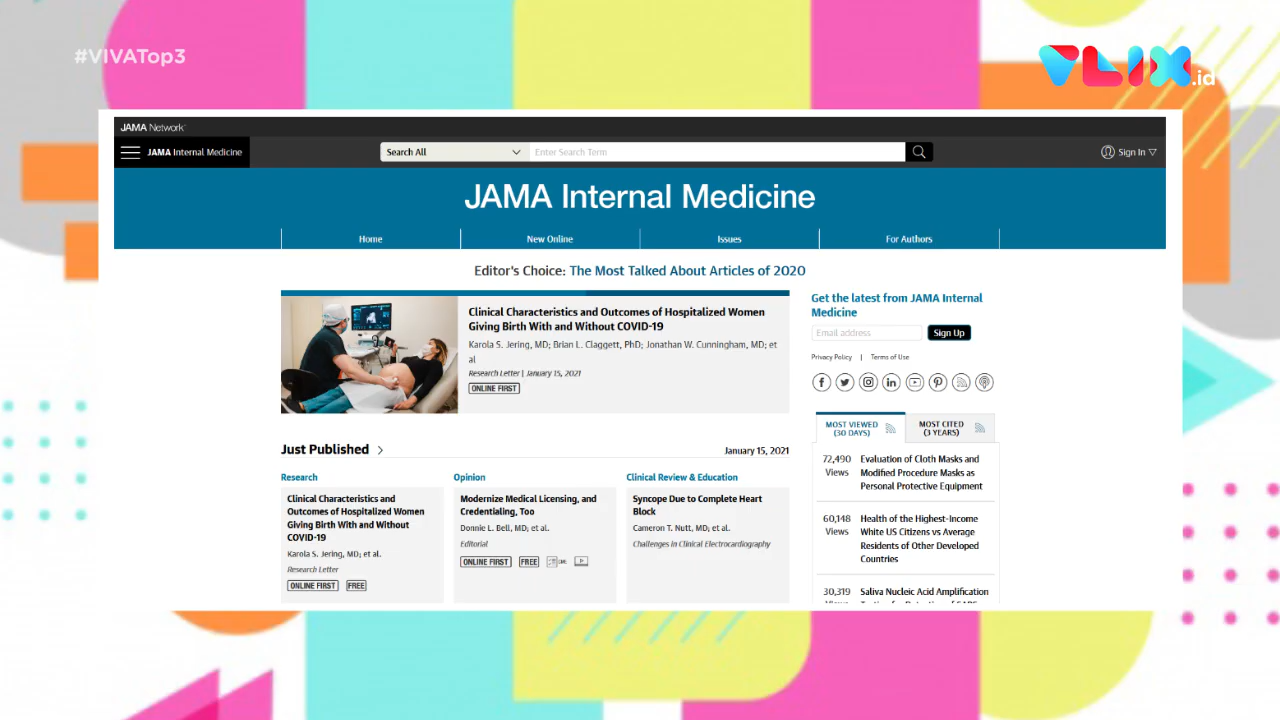 #VIVATop3
VLIX.id
JAMA Network™
JAMA Internal Medicine
Search All
Enter Search Term
Sign In
JAMA Internal Medicine
Home
New Online
Issues
For Authors
Editor's Choice: The Most Talked About Articles of 2020
Clinical Characteristics and Outcomes of Hospitalized Women
Giving Birth With and Without COVID-19
Karola S. Jering, MD; Brian L. Claggett, PhD; Jonathan W. Cunningham, MD; et
al
Research Letter | January 15, 2021
ONLINE FIRST
Get the latest from JAMA Internal
Medicine
Email address
Sign Up
Privacy Policy | Terms of Use
Just Published
January 15, 2021
Research
Clinical Characteristics and
Outcomes of Hospitalized Women
Giving Birth With and Without
COVID-19
Karola S. Jering, MD; et al.
Research Letter
ONLINE FIRST FREE
Opinion
Modernize Medical Licensing, and
Credentialing, Too
Donnie L. Bell, MD; et al.
Editorial
ONLINE FIRST FREE CME
Clinical Review & Education
Syncope Due to Complete Heart
Block
Cameron T. Nutt, MD; et al.
Challenges in Clinical Electrocardiography
MOST VIEWED
(30 DAYS)
MOST CITED
(3 YEARS)
72,490
Views
Evaluation of Cloth Masks and
Modified Procedure Masks as
Personal Protective Equipment
60,148
Views
Health of the Highest-Income
White US Citizens vs Average
Residents of Other Developed
Countries
30,319
Saliva Nucleic Acid Amplification